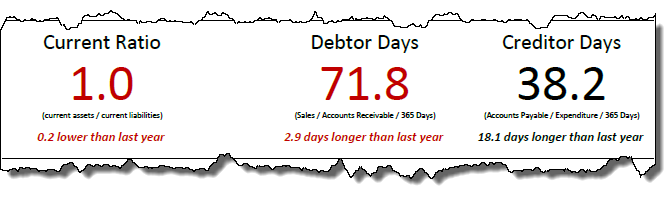 Current Ratio
1.0
(current assets / current liabilities)
0.2 lower than last year
Debtor Days
71.8
(Sales / Accounts Receivable / 365 Days)
2.9 days longer than last year
Creditor Days
38.2
(Accounts Payable / Expenditure / 365 Days)
18.1 days longer than last year